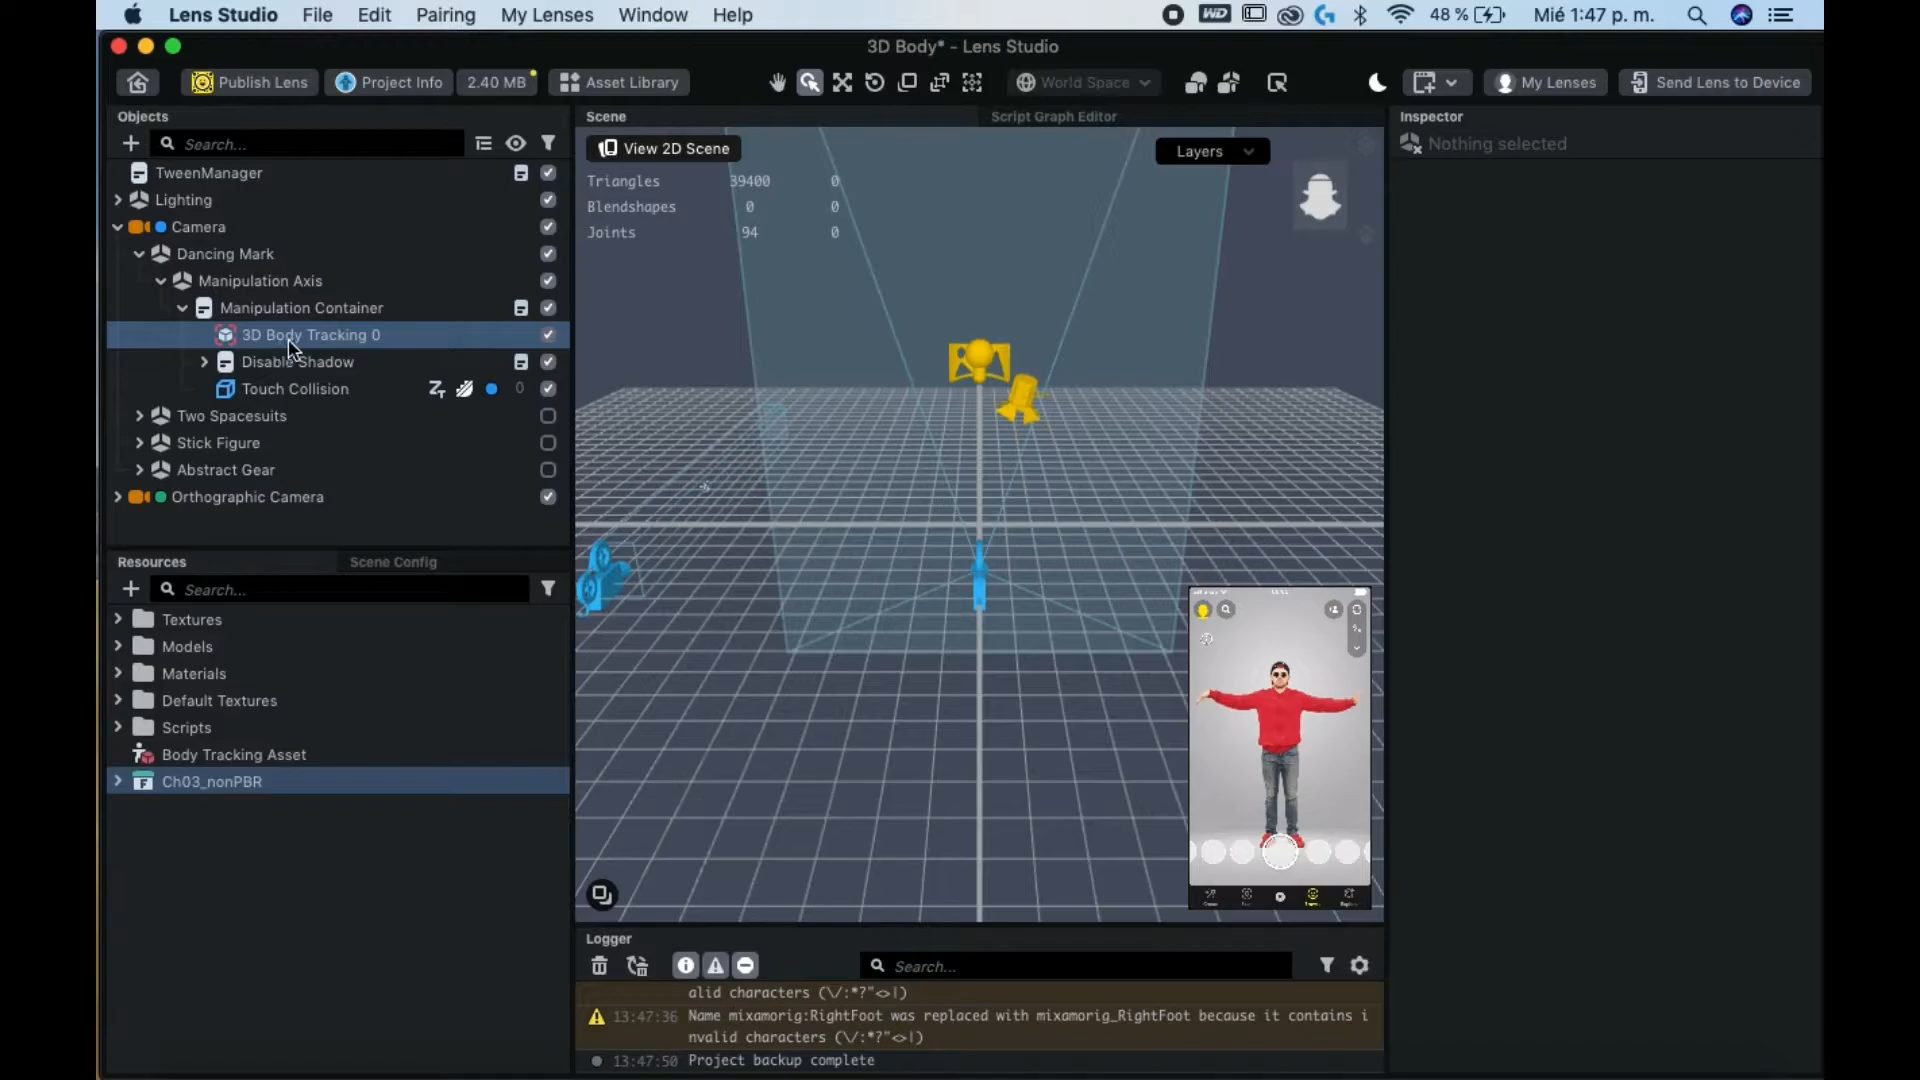 Lens Studio File Edit Pairing My Lenses Window Help
WD 48 % Mié 1:47 p. m.
3D Body* - Lens Studio
Publish Lens Project Info 2.40 MB Asset Library World Space My Lenses Send Lens to Device
Objects
Search...
TweenManager
Lighting
Camera
Dancing Mark
Manipulation Axis
Manipulation Container
3D Body Tracking 0
Disable Shadow
Touch Collision 0
Two Spacesuits
Stick Figure
Abstract Gear
Orthographic Camera
Resources Scene Config
Search...
Textures
Models
Materials
Default Textures
Scripts
Body Tracking Asset
Ch03_nonPBR
Scene Script Graph Editor
View 2D Scene Layers
Triangles 39400 0
Blendshapes 0 0
Joints 94 0
Logger
Search...
alid characters (\/:*?"<>|)
13:47:36 Name mixamorig:RightFoot was replaced with mixamorig_RightFoot because it contains i
nvalid characters (\/:*?"<>|)
13:47:50 Project backup complete
Inspector
Nothing selected